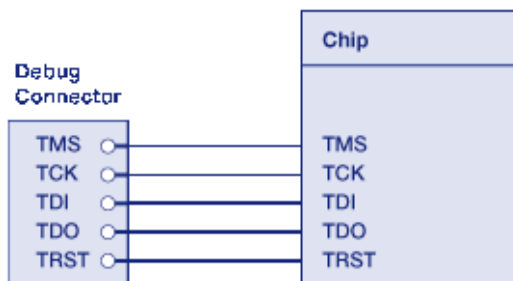 Chip
Debug
Connector
TMS
TCK
TDI
TDO
TRST
TMS
TCK
TDI
TDO
TRST